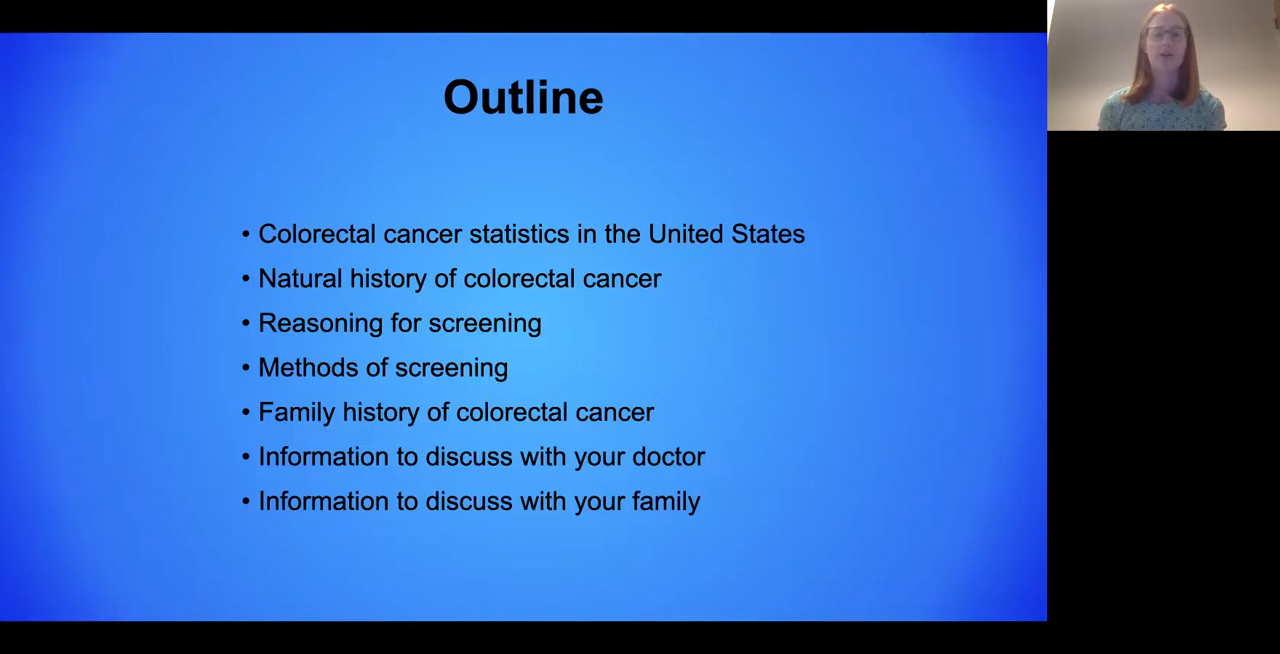 Outline
• Colorectal cancer statistics in the United States
• Natural history of colorectal cancer
• Reasoning for screening
• Methods of screening
• Family history of colorectal cancer
• Information to discuss with your doctor
• Information to discuss with your family